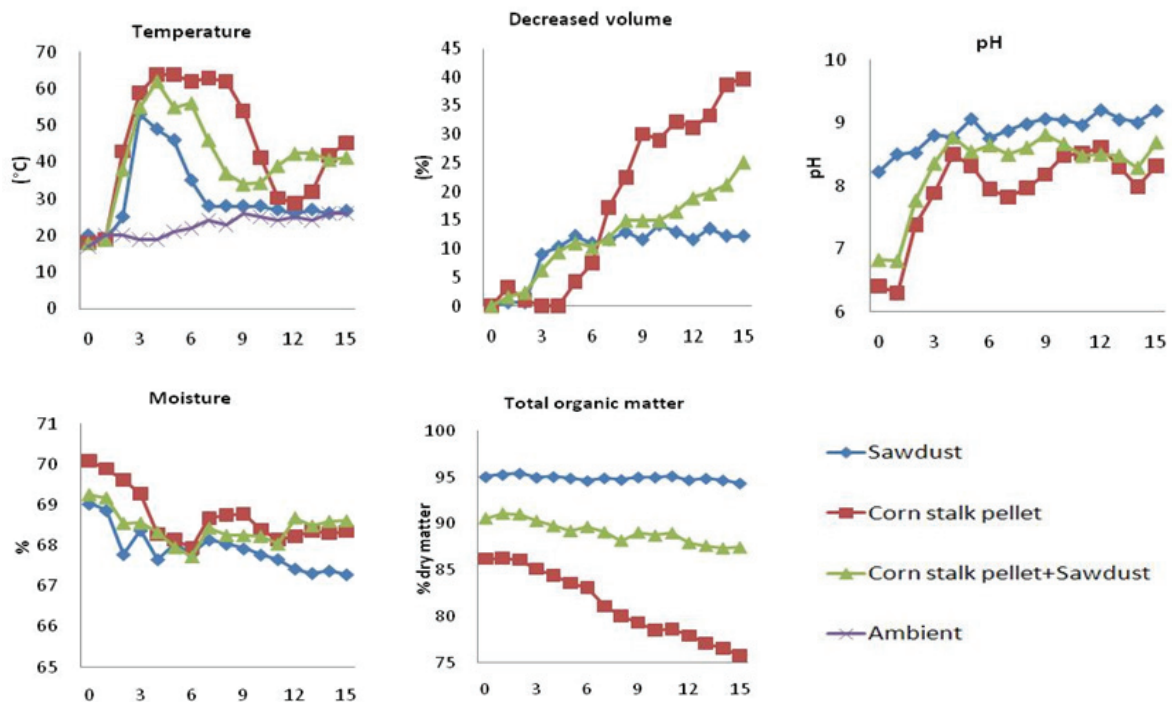 Temperature
70
60
50
40
30
20
10
0
(°C)
0 3 6 9 12 15
Decreased volume
45
40
35
30
25
20
15
10
5
0
(%)
0 3 6 9 12 15
pH
10
9
8
7
6
pH
0 3 6 9 12 15
Moisture
71
70
69
68
67
66
65
%
0 3 6 9 12 15
Total organic matter
100
95
90
85
80
75
% dry matter
0 3 6 9 12 15
Sawdust
Corn stalk pellet
Corn stalk pellet+Sawdust
Ambient